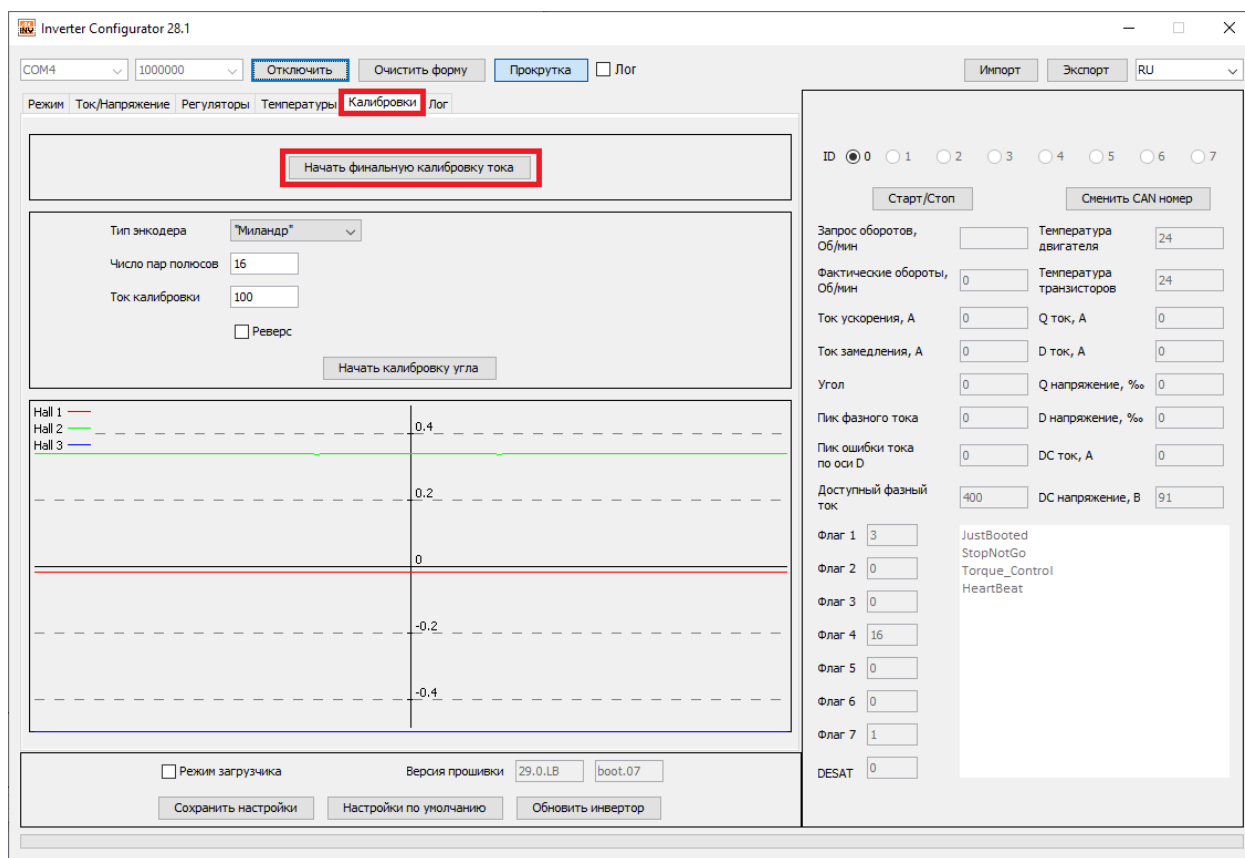 Inverter Configurator 28.1
COM4 1000000 Отключить Очистить форму Прокрутка Лог Импорт Экспорт RU
Режим Ток/Напряжение Регуляторы Температуры Калибровки Лог
Начать финальную калибровку тока
Тип энкодера "Миландр"
Число пар полюсов 16
Ток калибровки 100
Реверс
Начать калибровку угла
Hall 1
Hall 2
Hall 3
0.4
0.2
0
-0.2
-0.4
Режим загрузчика Версия прошивки 29.0.LB boot.07
Сохранить настройки Настройки по умолчанию Обновить инвертор
ID 0 1 2 3 4 5 6 7
Старт/Стоп Сменить CAN номер
Запрос оборотов,
Об/мин
Температура
двигателя
24
Фактические обороты,
Об/мин
0
Температура
транзисторов
24
Ток ускорения, А 0 Q ток, А 0
Ток замедления, А 0 D ток, А 0
Угол 0 Q напряжение, ‰ 0
Пик фазного тока 0 D напряжение, ‰ 0
Пик ошибки тока
по оси D
0 DC ток, А 0
Доступный фазный
ток
400 DC напряжение, В 91
Флаг 1 3
Флаг 2 0
Флаг 3 0
Флаг 4 16
Флаг 5 0
Флаг 6 0
Флаг 7 1
DESAT 0
JustBooted
StopNotGo
Torque_Control
HeartBeat